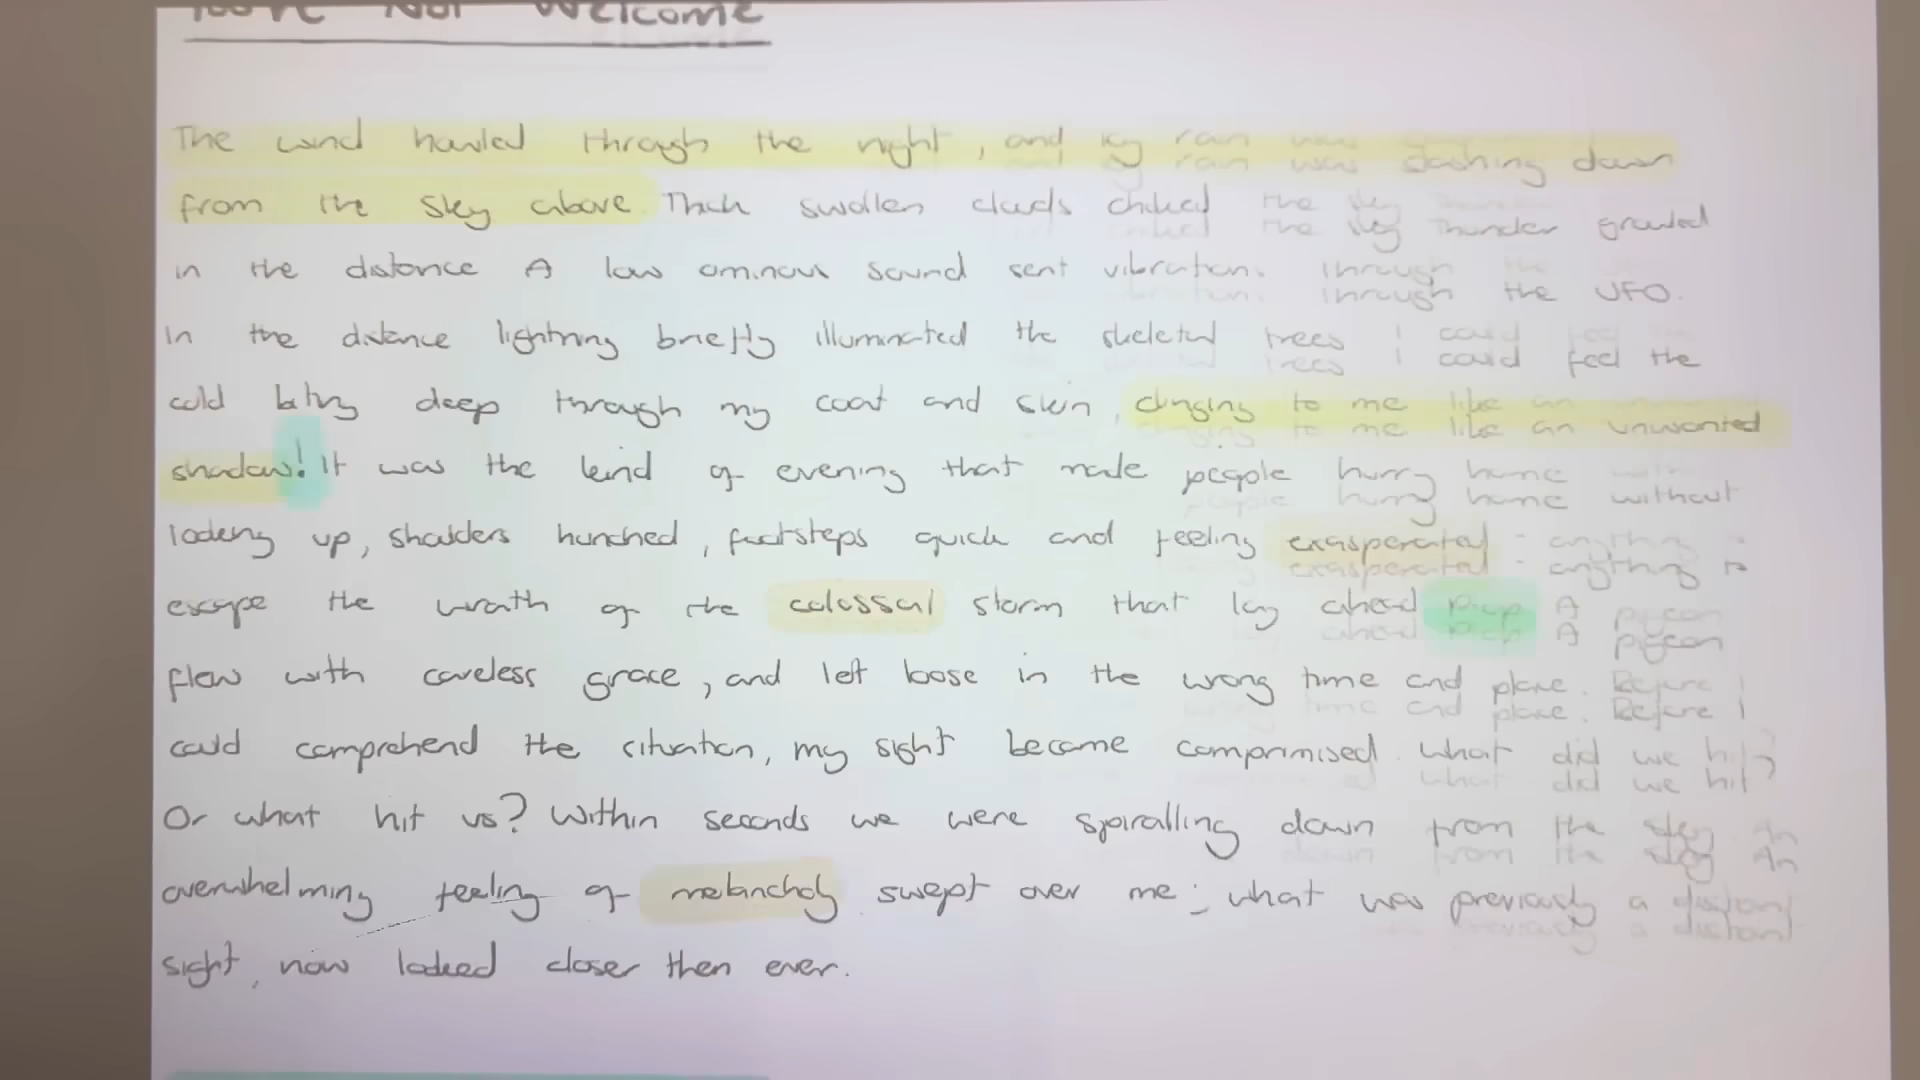 You're Not Welcome
The wind howled through the night, and icy rain was dashing down
from the sky above. Thick swollen clouds choked the sky Thunder growled
in the distance A low ominous sound sent vibrations through the UFO.
In the distance lightning briefly illuminated the skeletal trees I could feel the
cold biting deep through my coat and skin, clinging to me like an unwanted
shadow! It was the kind of evening that made people hurry home without
looking up, shoulders hunched, footsteps quick and feeling exasperated - anything to
escape the wrath of the colossal storm that lay ahead A pigeon
flew with careless grace, and let loose in the wrong time and place. Before I
could comprehend the situation, my sight became comprimised. What did we hit?
Or what hit us? Within seconds we were spiralling down from the sky An
overwhelming feeling of melancholy swept over me; what was previously a distant
sight, now looked closer then ever.